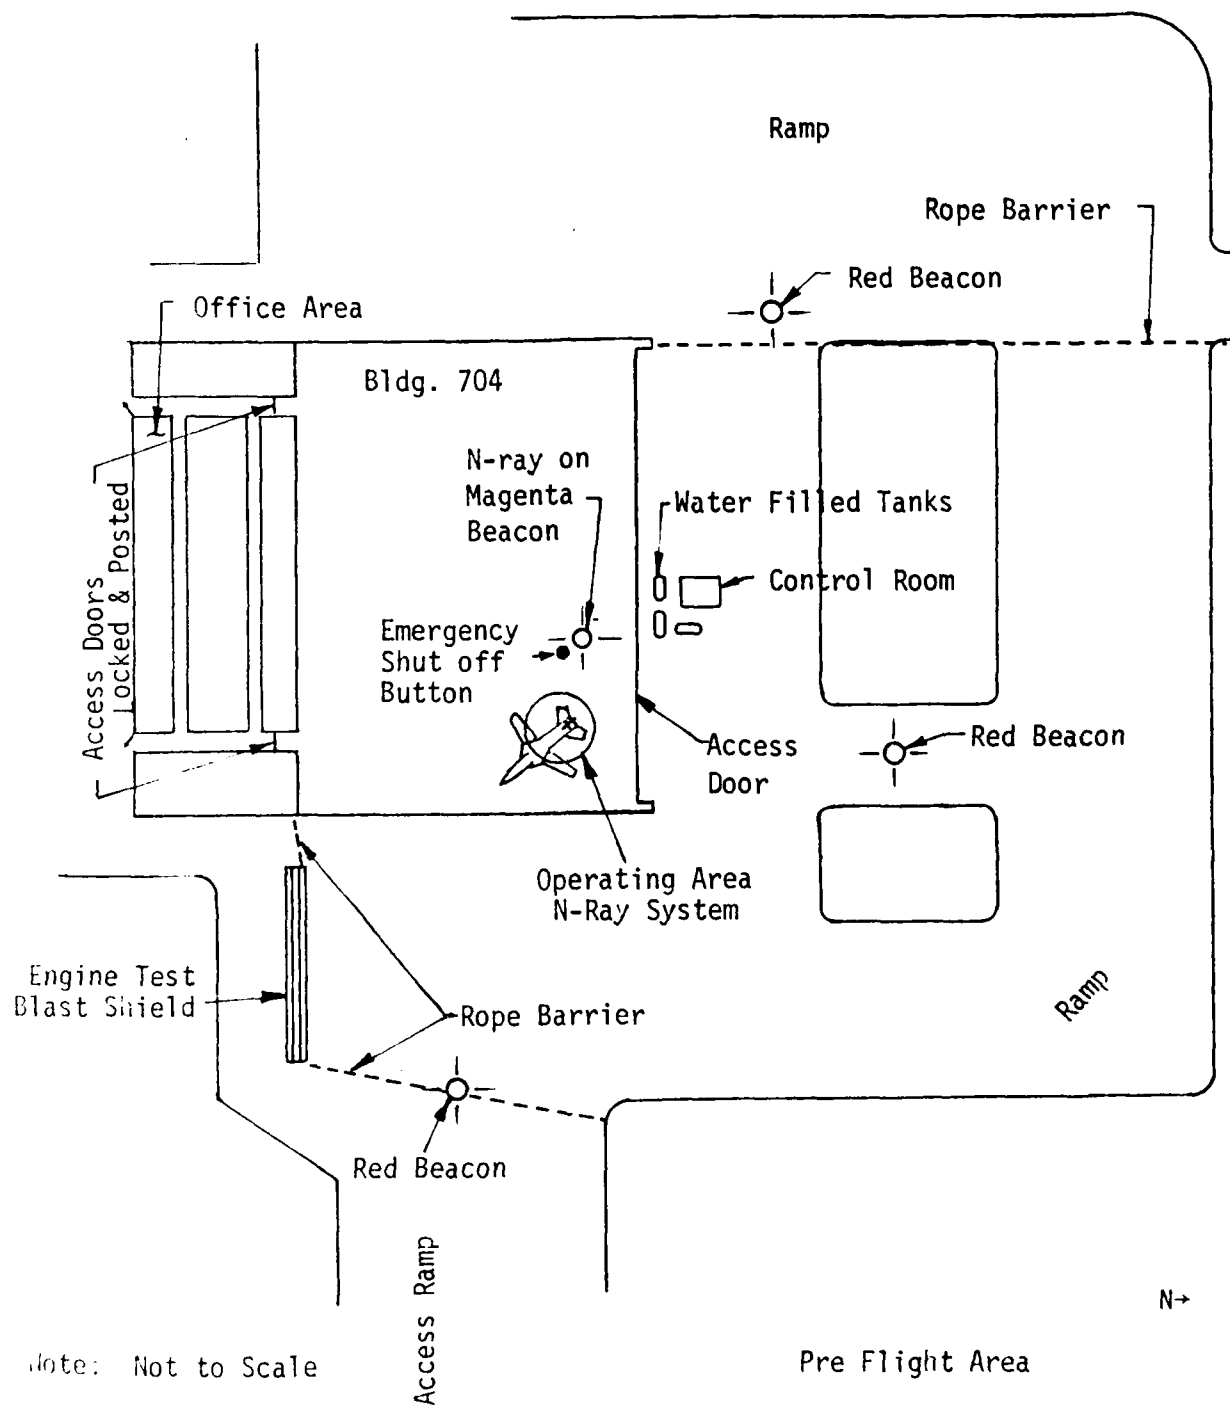 Ramp
Rope Barrier
Red Beacon
Office Area
Bldg. 704
N-ray on
Magenta
Beacon
Water Filled Tanks
Control Room
Access Doors
Locked & Posted
Emergency
Shut off
Button
Access
Door
Red Beacon
Operating Area
N-Ray System
Engine Test
Blast Shield
Rope Barrier
Ramp
Red Beacon
Access Ramp
N→
Note: Not to Scale
Pre Flight Area